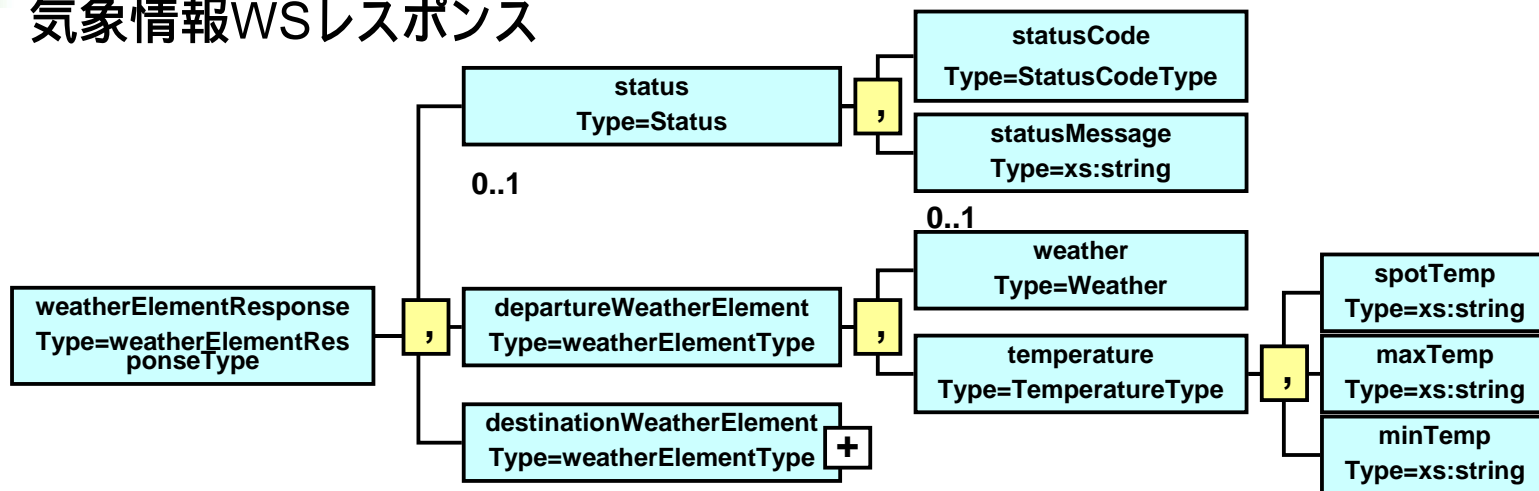 気象情報WSレスポンス
statusCode
Type=StatusCodeType
status
Type=Status
,
statusMessage
Type=xs:string
0..1
0..1
weather
Type=Weather
weatherElementResponse
Type=weatherElementRes
ponseType
,
departureWeatherElement
Type=weatherElementType
,
temperature
Type=TemperatureType
,
spotTemp
Type=xs:string
maxTemp
Type=xs:string
minTemp
Type=xs:string
destinationWeatherElement
Type=weatherElementType
+